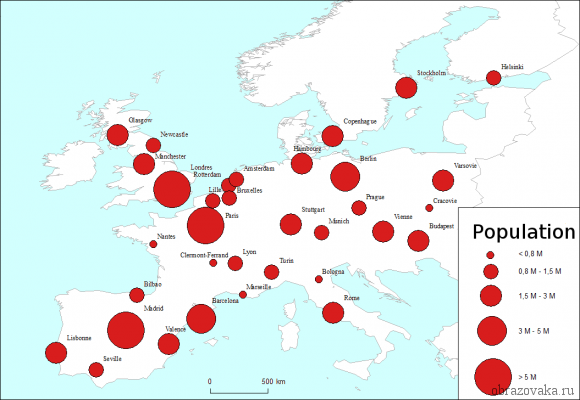 Helsinki
Stockholm
Glasgow
Copenhague
Newcastle
Hambourg
Manchester
Berlin
Londres
Amsterdam
Rotterdam
Varsovie
Lille
Bruxelles
Cracovie
Prague
Paris
Stuttgart
Munich
Vienne
Budapest
Nantes
Clermont-Ferrand
Lyon
Turin
Bologna
Bilbao
Marseille
Madrid
Barcelona
Rome
Lisbonne
Valence
Seville
0 500 km
Population
< 0,8 M
0,8 M - 1,5 M
1,5 M - 3 M
3 M - 5 M
> 5 M
obrazovaka.ru